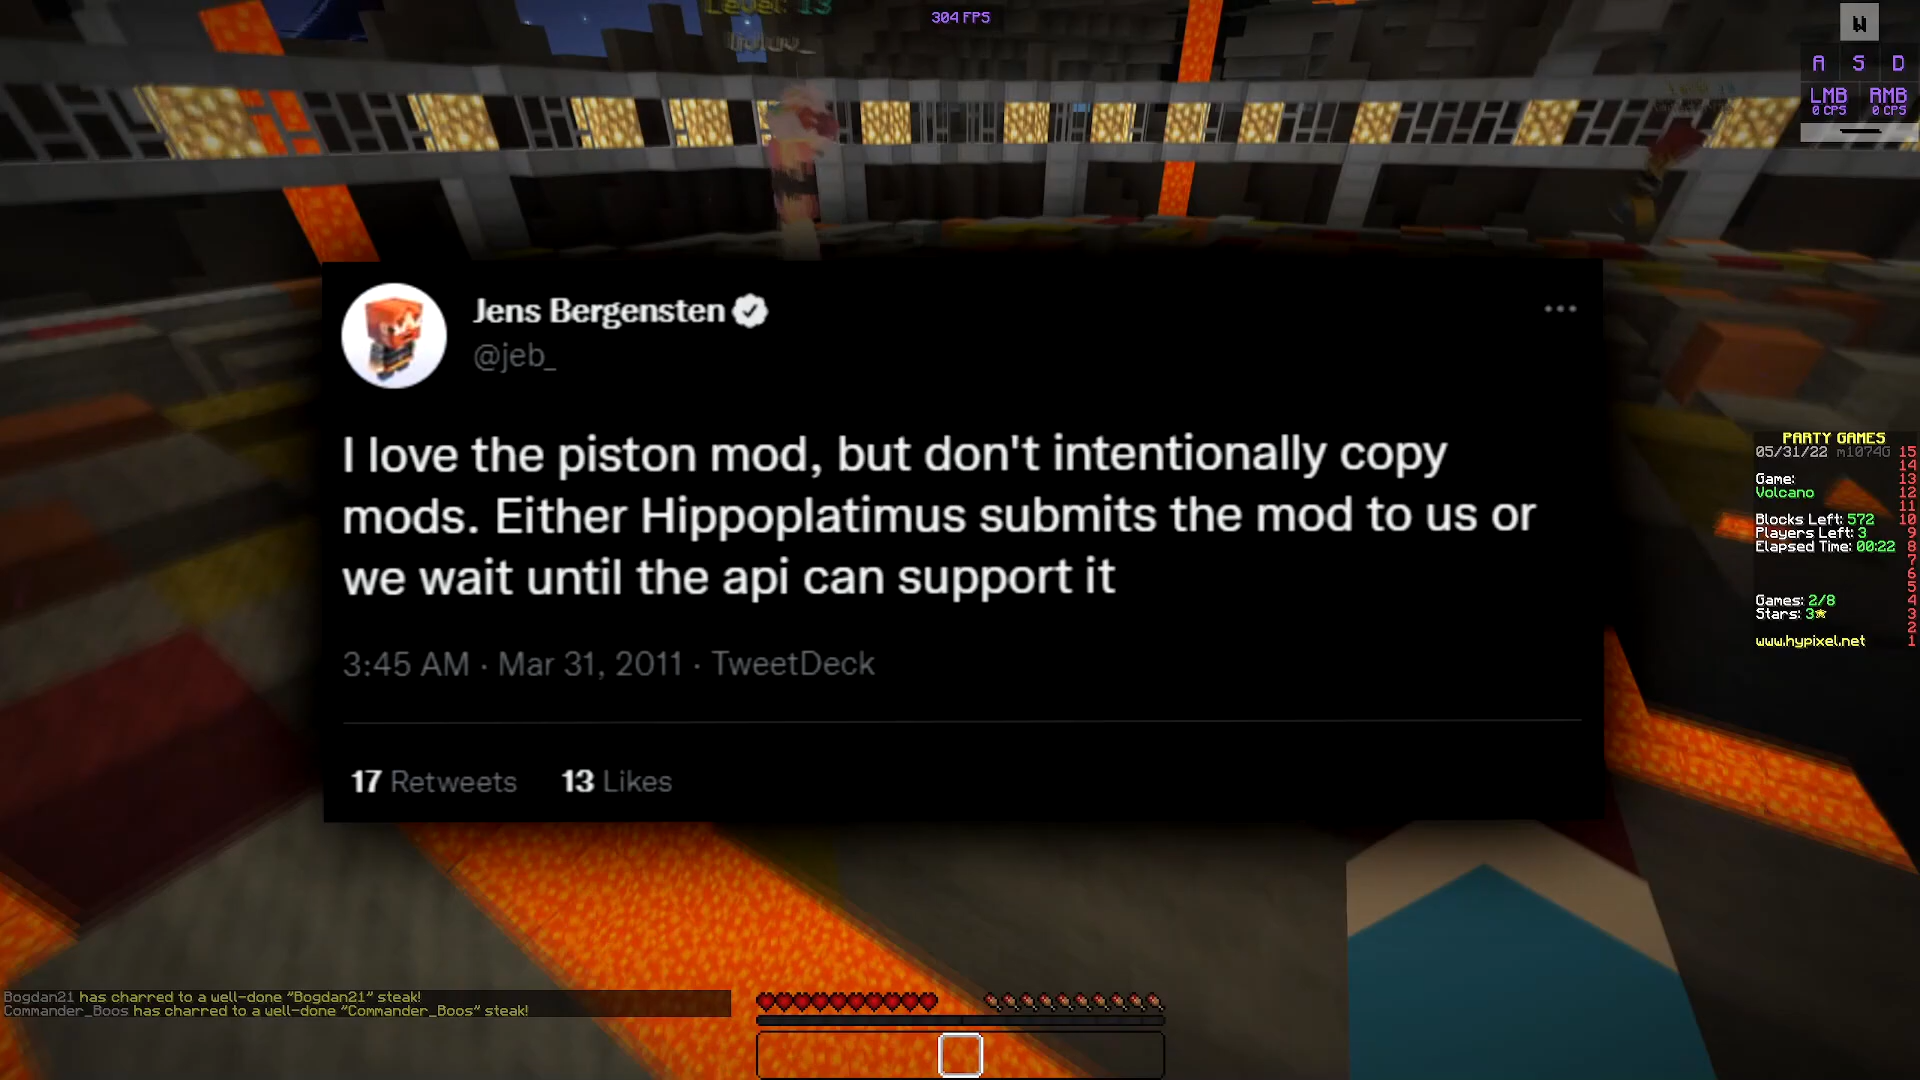 Level: 13
304 FPS
W
A S D
LMB RMB
0 CPS 0 CPS
Jens Bergensten
@jeb_
I love the piston mod, but don't intentionally copy
mods. Either Hippoplatimus submits the mod to us or
we wait until the api can support it
3:45 AM · Mar 31, 2011 · TweetDeck
17 Retweets 13 Likes
PARTY GAMES
05/31/22 m1074G 15
14
Game: 13
Volcano 12
11
Blocks Left: 572 10
Players Left: 3 9
Elapsed Time: 00:22 8
7
6
5
Games: 2/8 4
Stars: 3★ 3
2
www.hypixel.net 1
Bogdan21 has charred to a well-done "Bogdan21" steak!
Commander_Boos has charred to a well-done "Commander_Boos" steak!